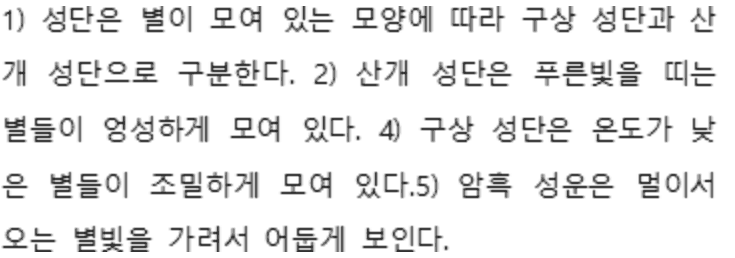 1) 성단은 별이 모여 있는 모양에 따라 구상 성단과 산
개 성단으로 구분한다. 2) 산개 성단은 푸른빛을 띠는
별들이 엉성하게 모여 있다. 4) 구상 성단은 온도가 낮
은 별들이 조밀하게 모여 있다.5) 암흑 성운은 멀이서
오는 별빛을 가려서 어둡게 보인다.